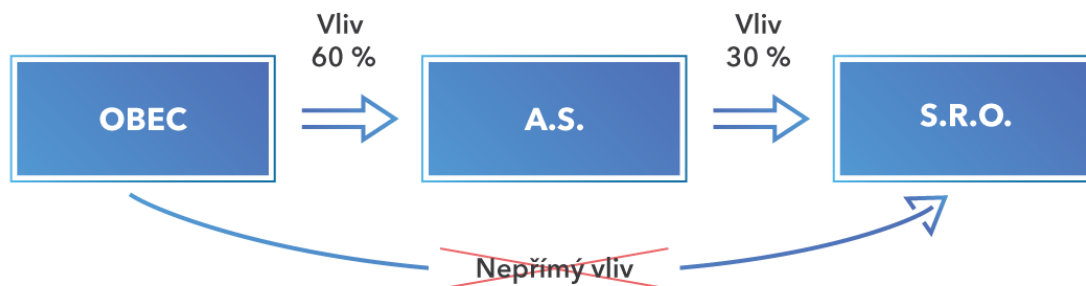 Vliv
60 %
Vliv
30 %
OBEC
A.S.
S.R.O.
Nepřímý vliv